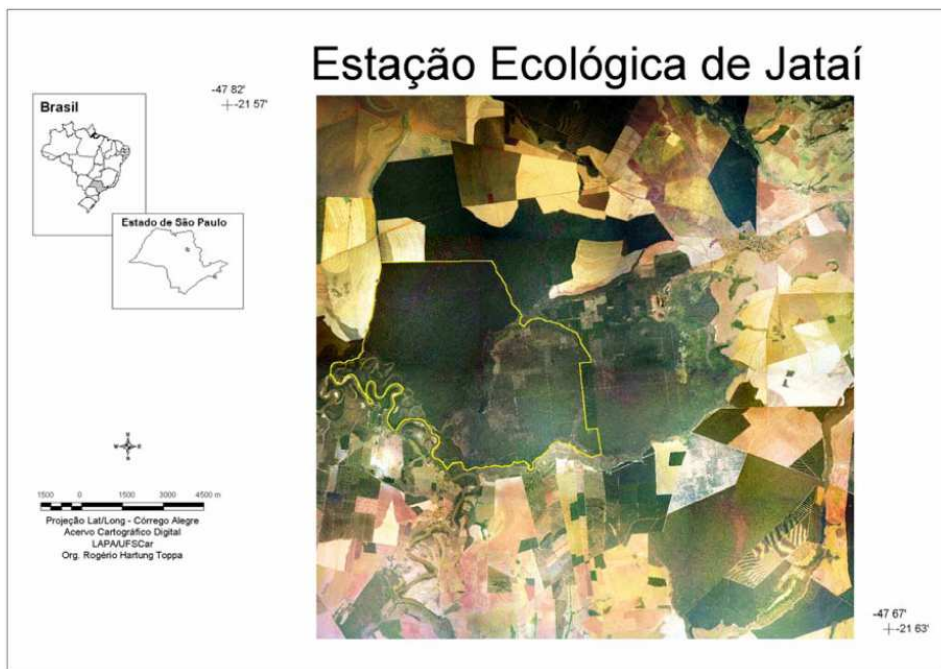 Estação Ecológica de Jataí
-47 82'
-21 57'
Brasil
Estado de São Paulo
1500 0 1500 3000 4500 m
Projeção Lat/Long - Córrego Alegre
Acervo Cartográfico Digital
LAPA/UFSCar
Org. Rogério Hartung Toppa
-47 67'
-21 63'